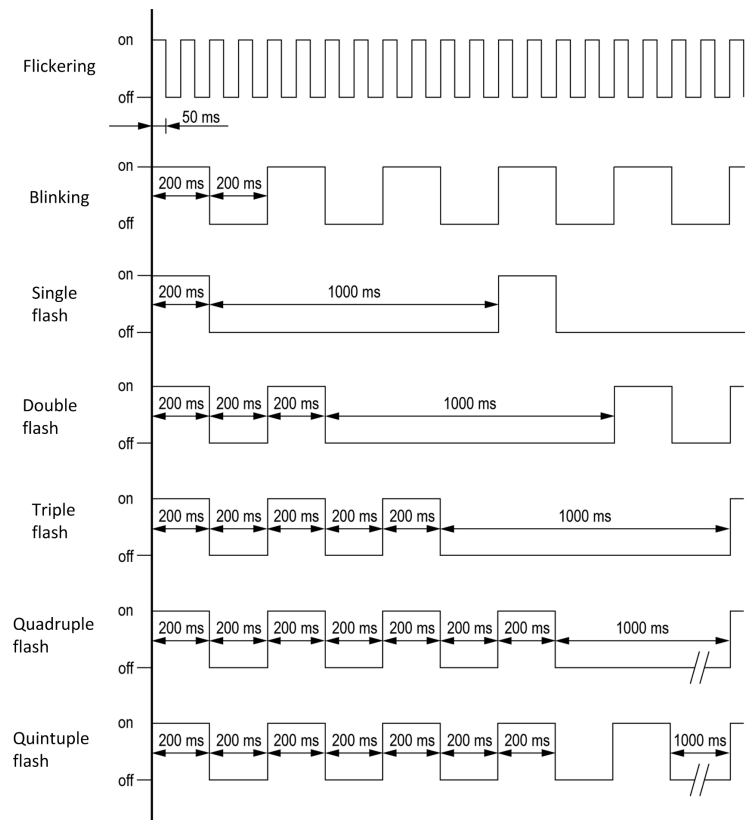 on
Flickering
off
50 ms
on
200 ms 200 ms
Blinking
off
on
Single
200 ms 1000 ms
flash
off
on
Double
200 ms 200 ms 200 ms 1000 ms
flash
off
on
Triple
200 ms 200 ms 200 ms 200 ms 200 ms 1000 ms
flash
off
on
Quadruple
200 ms 200 ms 200 ms 200 ms 200 ms 200 ms 200 ms 1000 ms
flash
off
on
Quintuple
200 ms 200 ms 200 ms 200 ms 200 ms 200 ms 200 ms 1000 ms
flash
off